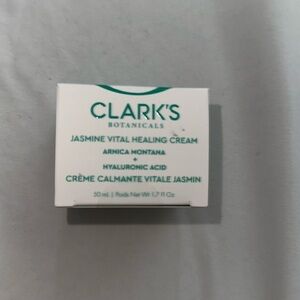 CLARK'S
BOTANICALS
JASMINE VITAL HEALING CREAM
ARNICA MONTANA
+
HYALURONIC ACID
CRÈME CALMANTE VITALE JASMIN
50 mL | Poids Net Wt 1.7 fl Oz